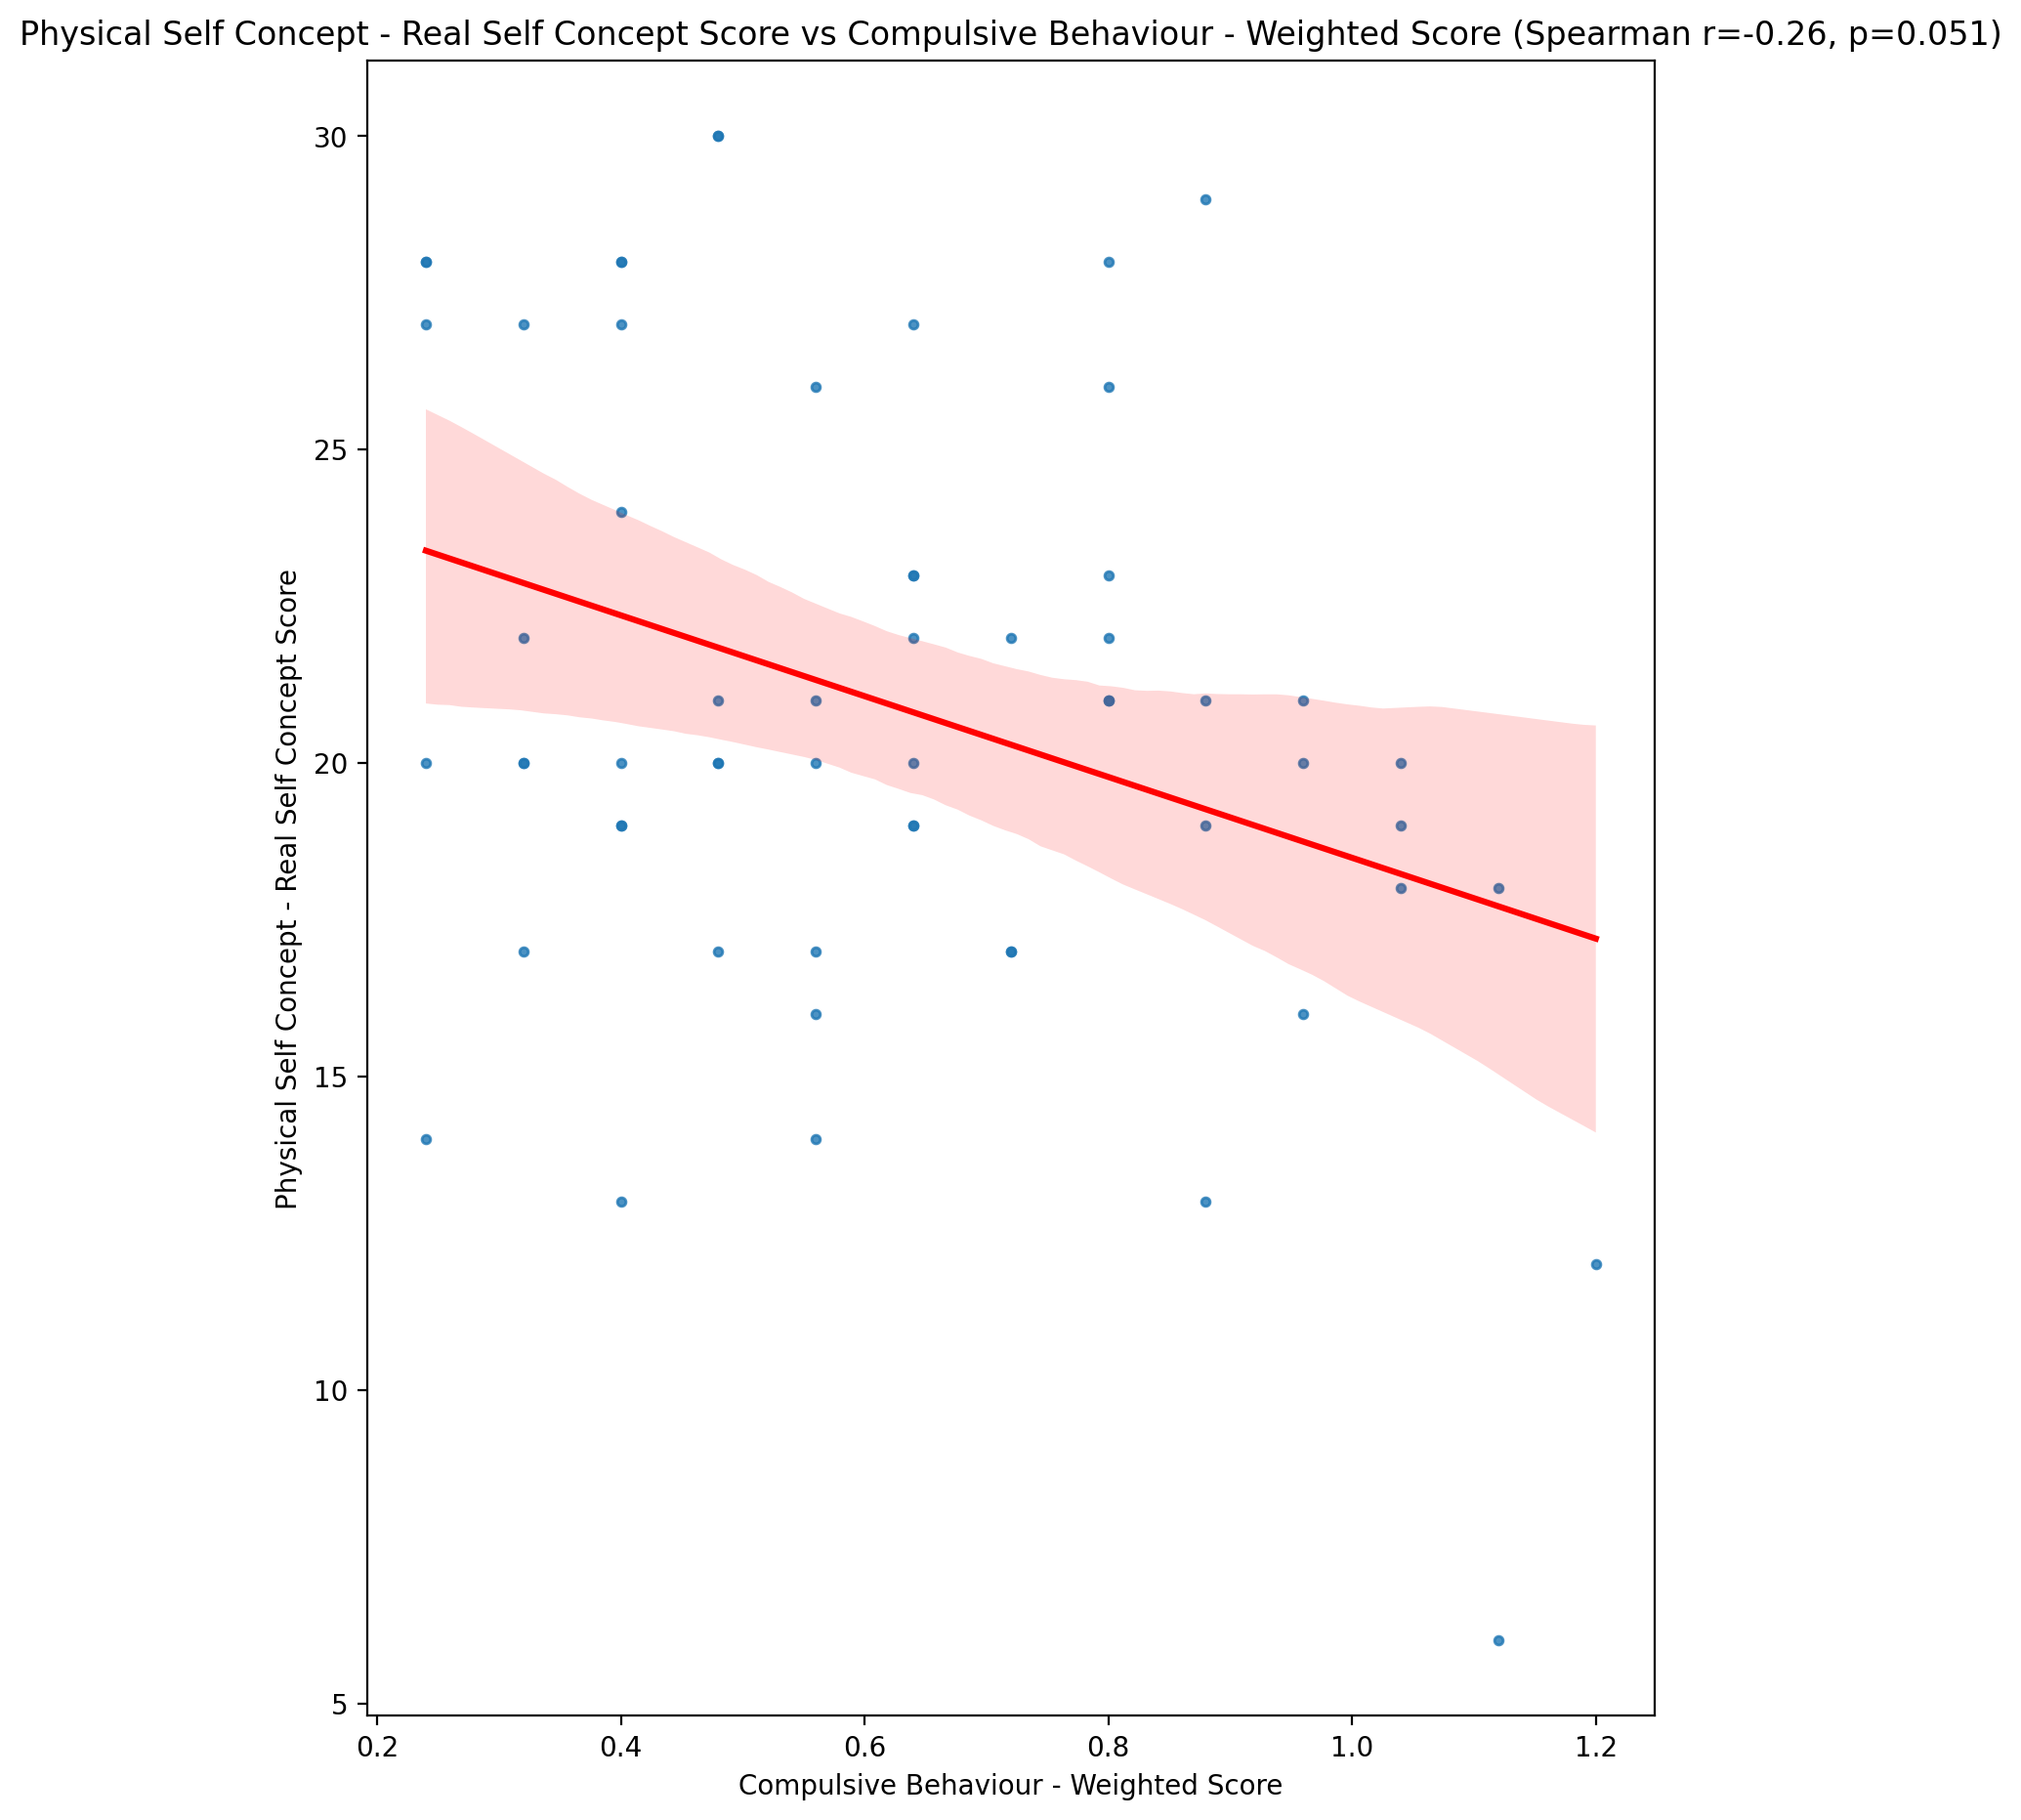 Physical Self Concept - Real Self Concept Score vs Compulsive Behaviour - Weighted Score (Spearman r=-0.26, p=0.051)
Physical Self Concept - Real Self Concept Score
30
25
20
15
10
5
0.2 0.4 0.6 0.8 1.0 1.2
Compulsive Behaviour - Weighted Score